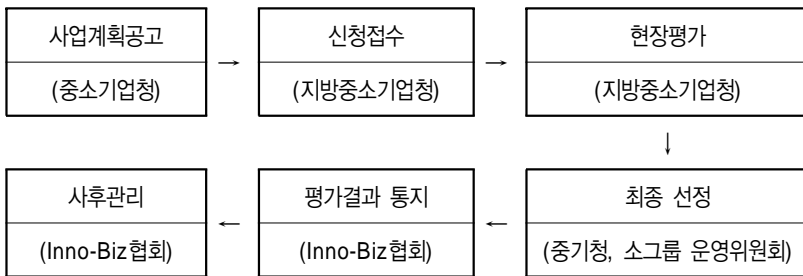 사업계획공고
(중소기업청)
→
신청접수
(지방중소기업청)
→
현장평가
(지방중소기업청)
↓
최종 선정
(중기청, 소그룹 운영위원회)
←
평가결과 통지
(Inno-Biz협회)
←
사후관리
(Inno-Biz협회)